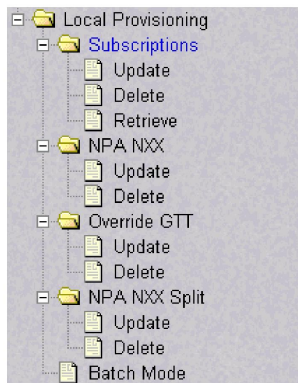 Local Provisioning
Subscriptions
Update
Delete
Retrieve
NPA NXX
Update
Delete
Override GTT
Update
Delete
NPA NXX Split
Update
Delete
Batch Mode